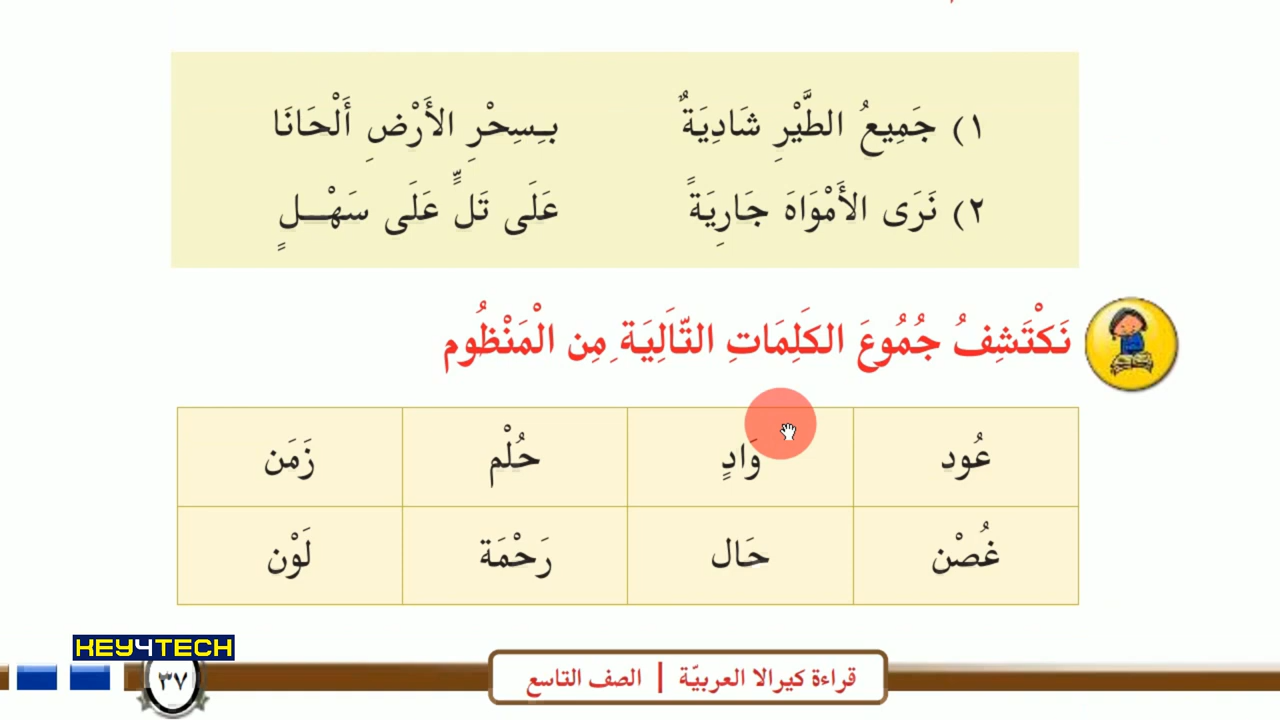 ١) جَمِيعُ الطَّيْرِ شَادِيَةٌ بِسِحْرِ الأَرْضِ أَلْحَانَا
٢) نَرَى الأَمْوَاهَ جَارِيَةً عَلَى تَلٍّ عَلَى سَهْلٍ
نَكْتَشِفُ جُمُوعَ الكَلِمَاتِ التَّالِيَة مِن الْمَنْظُوم
عُود وَادٍ حُلْم زَمَن
غُصْن حَال رَحْمَة لَوْن
KEY4TECH
٣٧ قراءة كيرالا العربيّة | الصف التاسع